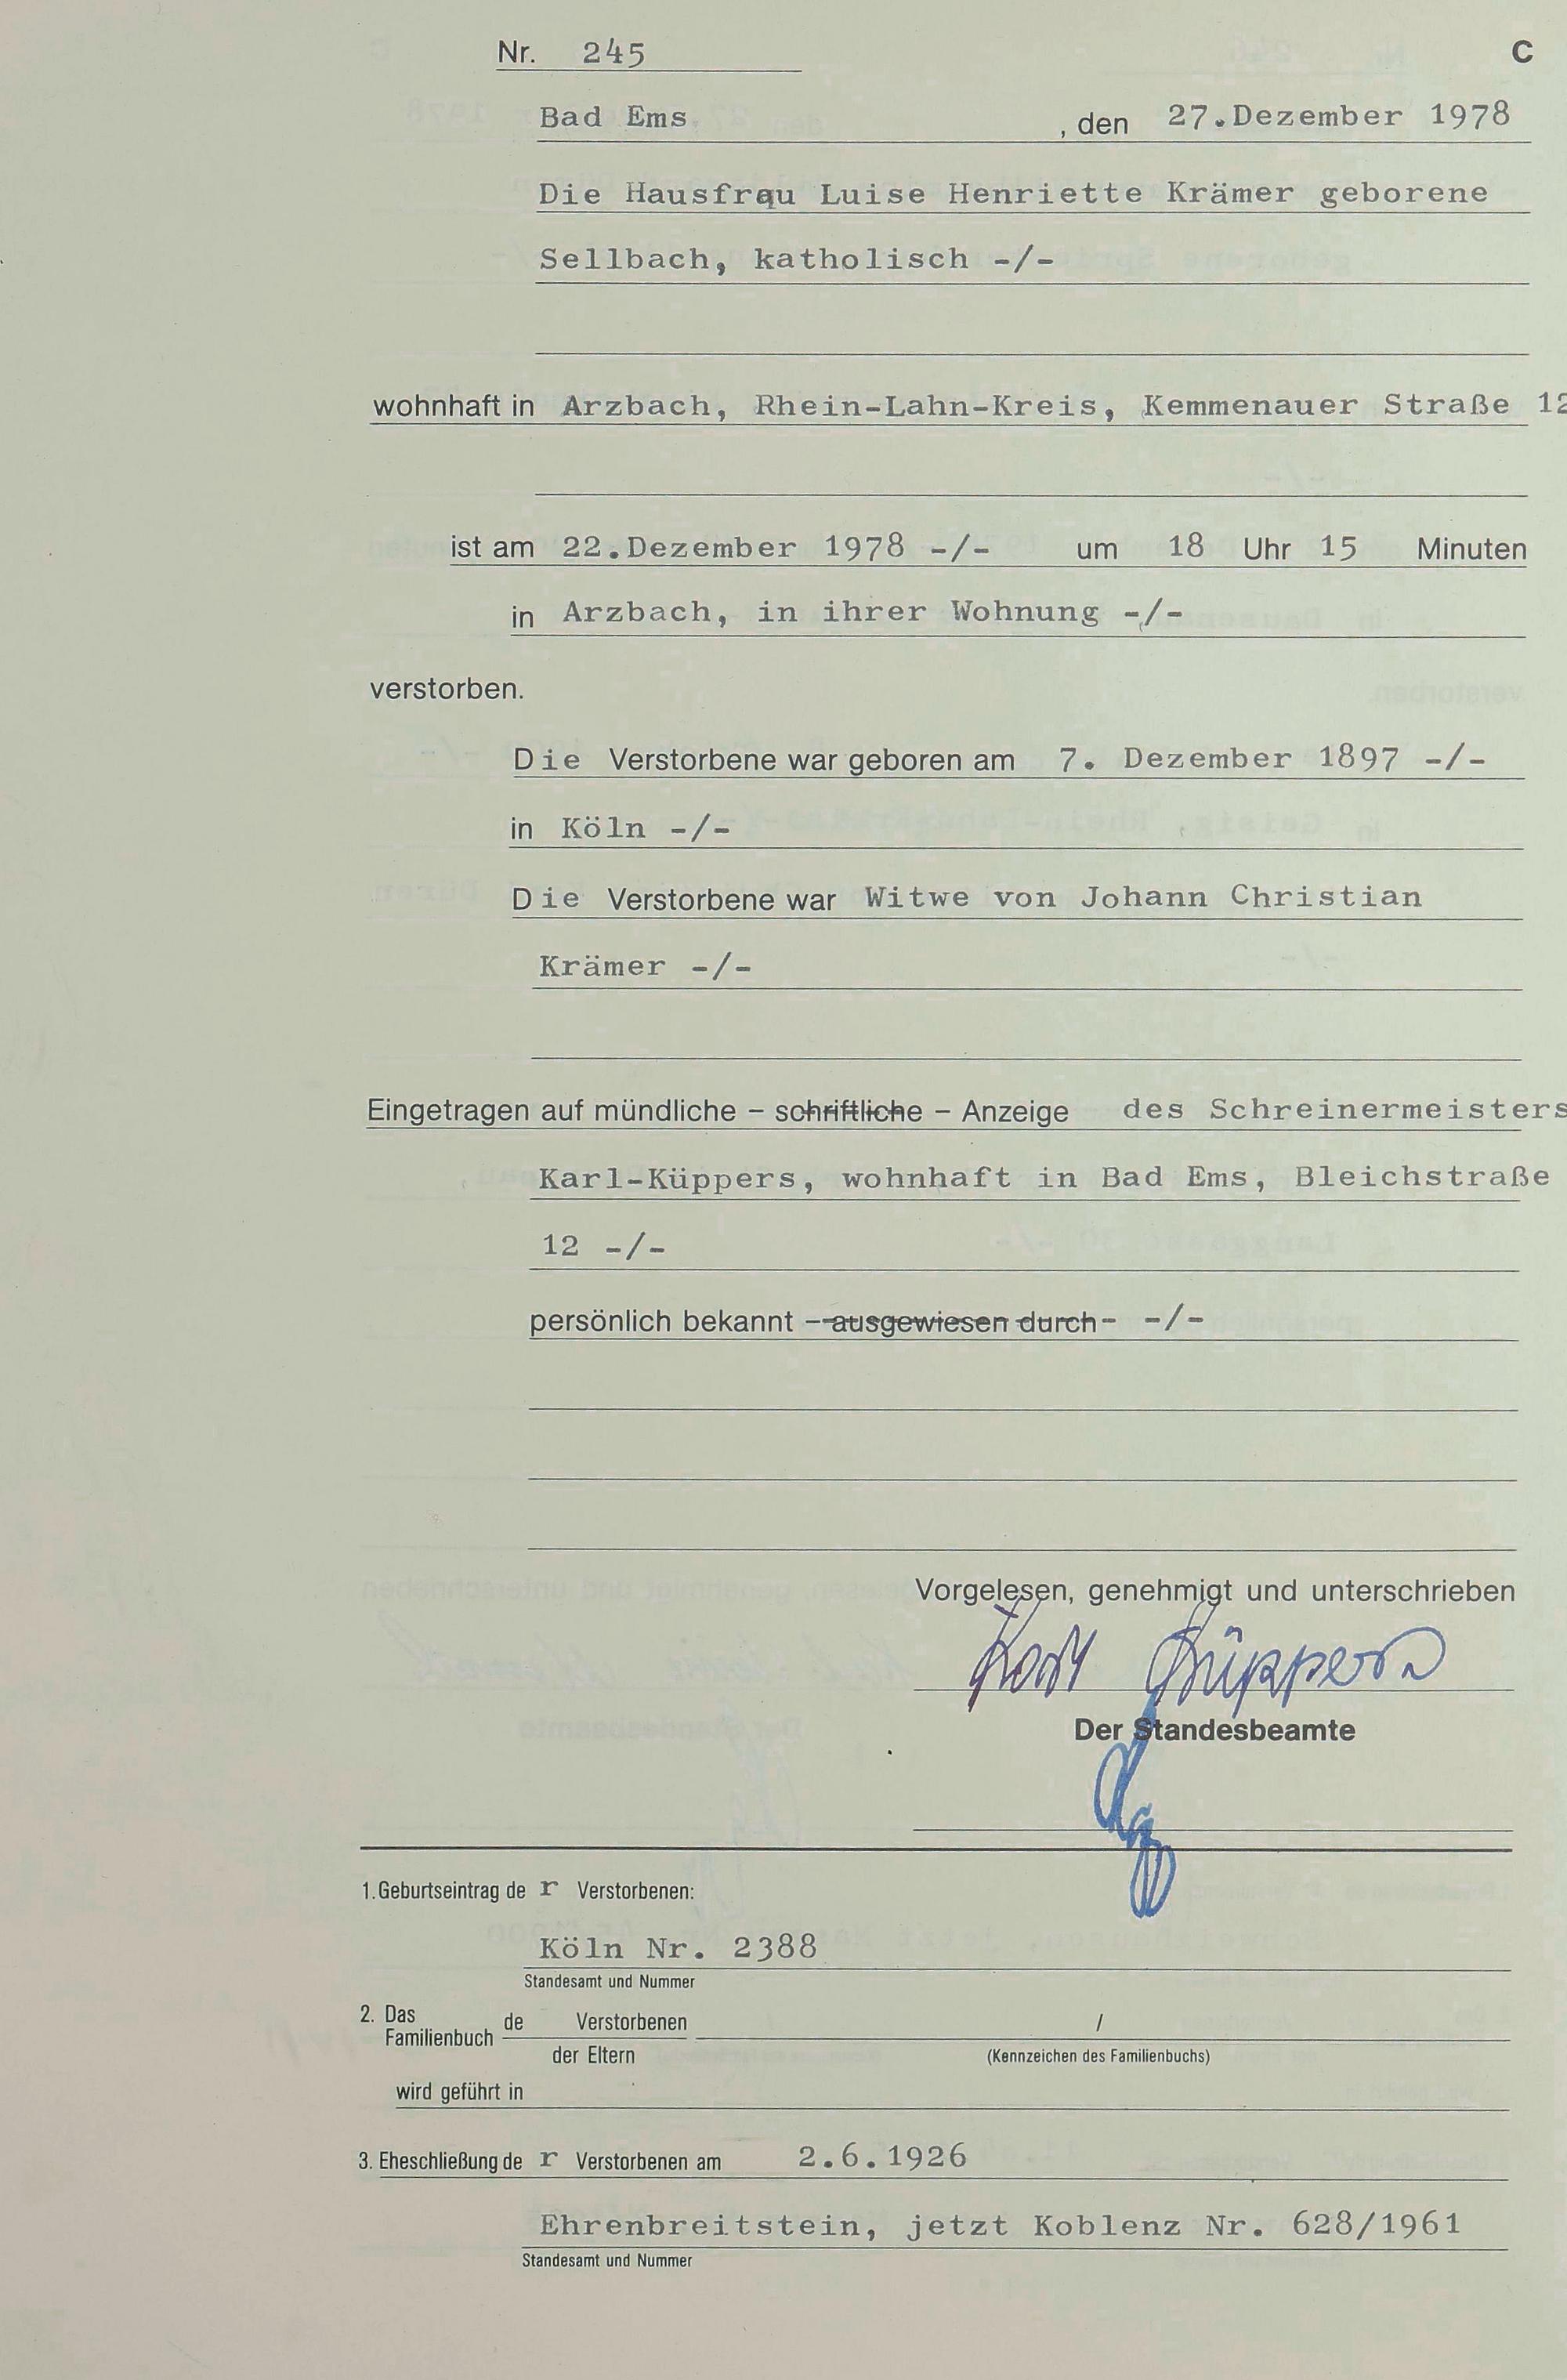 Nr. 245 C
Bad Ems , den 27.Dezember 1978
Die Hausfrau Luise Henriette Krämer geborene
Sellbach, katholisch -/-
wohnhaft in Arzbach, Rhein-Lahn-Kreis, Kemmenauer Straße 12
ist am 22.Dezember 1978 -/- um 18 Uhr 15 Minuten
in Arzbach, in ihrer Wohnung -/-
verstorben.
Die Verstorbene war geboren am 7. Dezember 1897 -/-
in Köln -/-
Die Verstorbene war Witwe von Johann Christian
Krämer -/-
Eingetragen auf mündliche – schriftliche – Anzeige des Schreinermeisters
Karl-Küppers, wohnhaft in Bad Ems, Bleichstraße
12 -/-
persönlich bekannt – ausgewiesen durch - -/-
Vorgelesen, genehmigt und unterschrieben
Karl Küppers
Der Standesbeamte
1. Geburtseintrag de r Verstorbenen:
Köln Nr. 2388
Standesamt und Nummer
2. Das Familienbuch de Verstorbenen /
der Eltern (Kennzeichen des Familienbuchs)
wird geführt in
3. Eheschließung de r Verstorbenen am 2.6.1926
Ehrenbreitstein, jetzt Koblenz Nr. 628/1961
Standesamt und Nummer